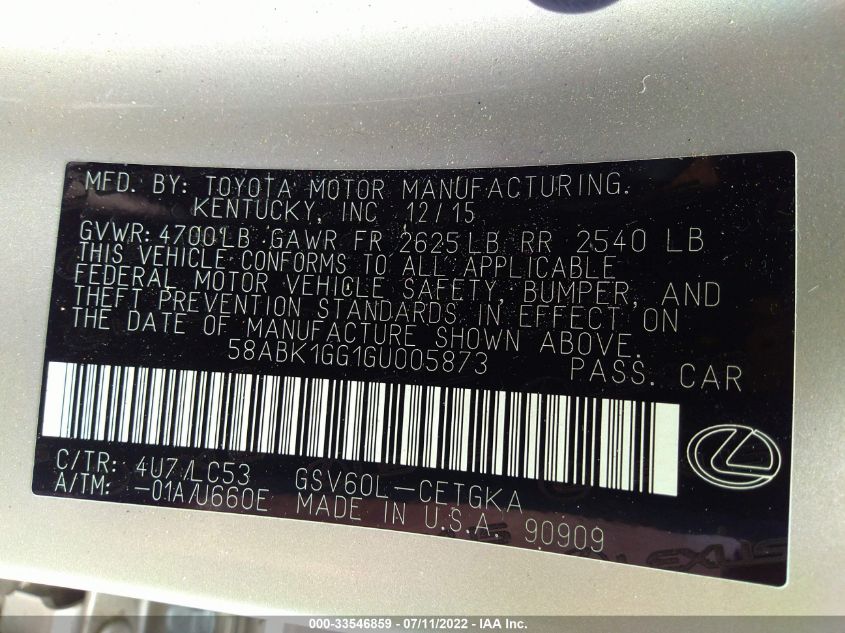 MFD. BY: TOYOTA MOTOR MANUFACTURING.
KENTUCKY, INC 12/15
GVWR: 4700LB GAWR FR 2625LB RR 2540 LB
THIS VEHICLE CONFORMS TO ALL APPLICABLE
FEDERAL MOTOR VEHICLE SAFETY, BUMPER, AND
THEFT PREVENTION STANDARDS IN EFFECT ON
THE DATE OF MANUFACTURE SHOWN ABOVE.
58ABK1GG1GU005873 PASS. CAR
C/TR: 4U7/LC53 GSV60L-CETGKA
A/TM: -01A/U660E MADE IN U.S.A. 90909
000-33546859 - 07/11/2022 - IAA Inc.